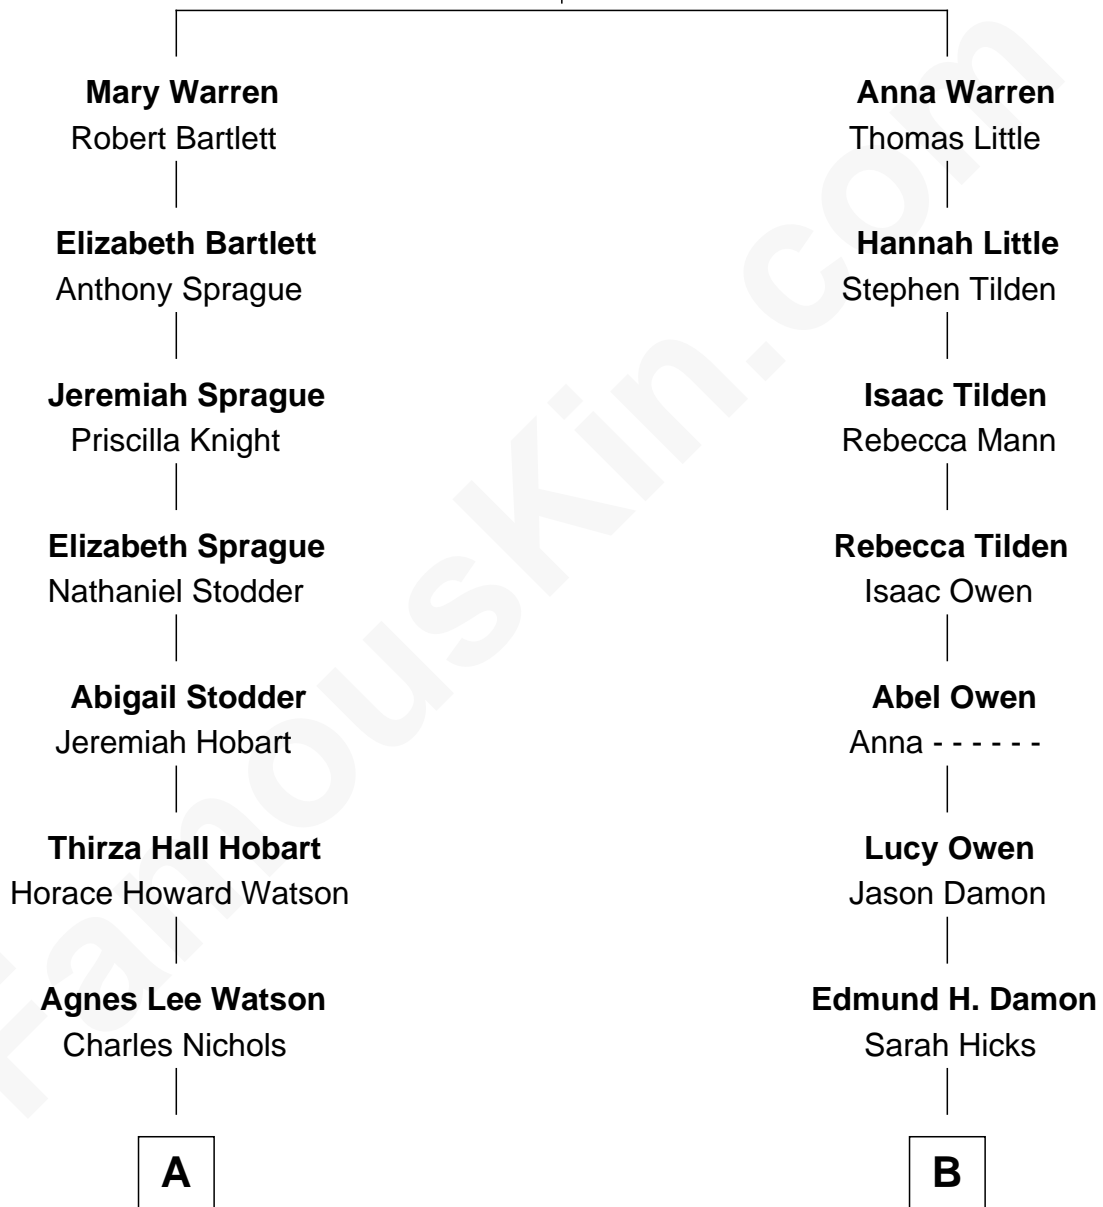 Mary Warren
Robert Bartlett
Elizabeth Bartlett
Anthony Sprague
Jeremiah Sprague
Priscilla Knight
Elizabeth Sprague
Nathaniel Stodder
Abigail Stodder
Jeremiah Hobart
Thirza Hall Hobart
Horace Howard Watson
Agnes Lee Watson
Charles Nichols
A
Anna Warren
Thomas Little
Hannah Little
Stephen Tilden
Isaac Tilden
Rebecca Mann
Rebecca Tilden
Isaac Owen
Abel Owen
Anna - - - - - -
Lucy Owen
Jason Damon
Edmund H. Damon
Sarah Hicks
B
FamousKin.com